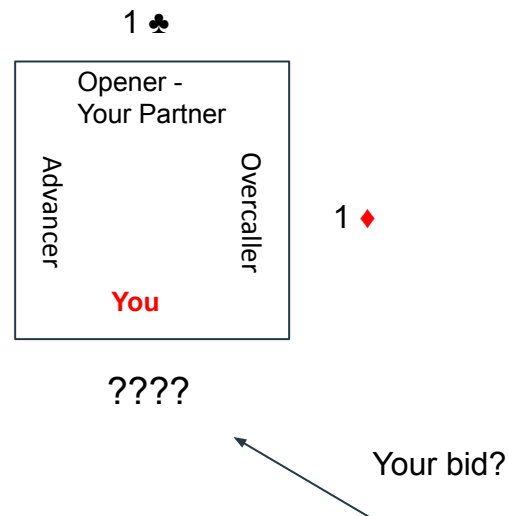 1 ♣
Opener -
Your Partner
Advancer
Overcaller
1 ♦
You
????
Your bid?